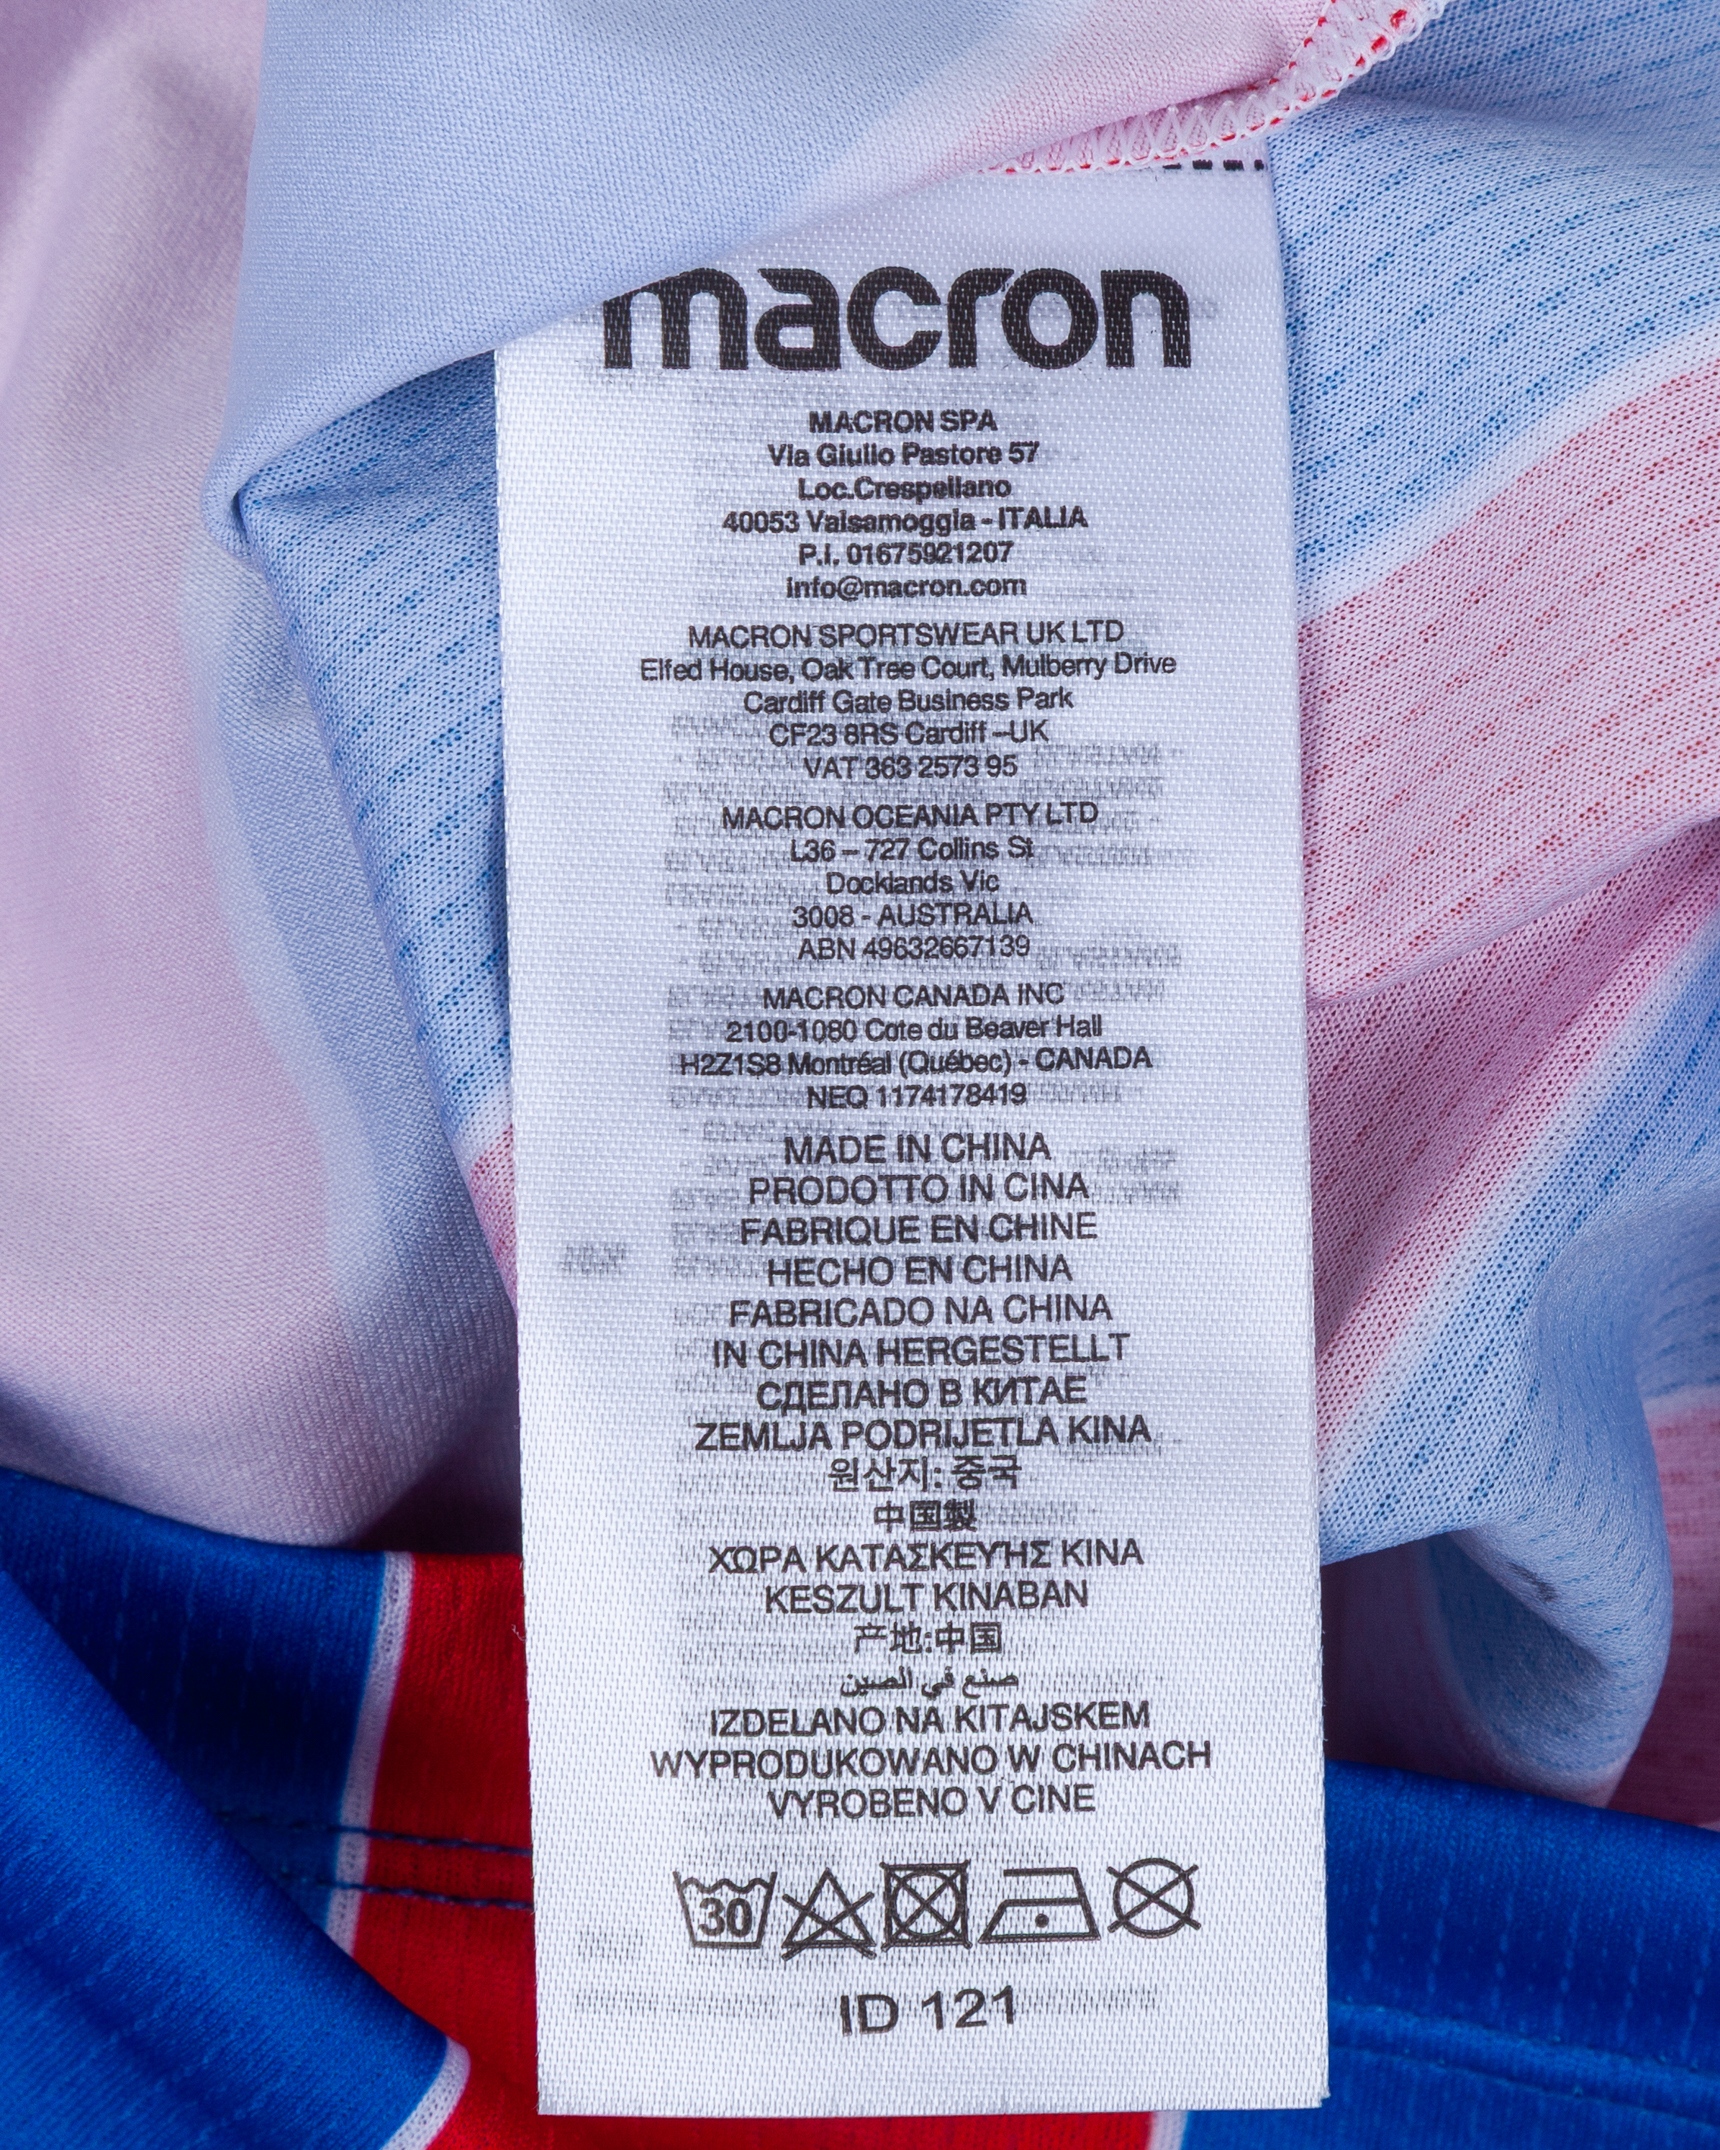 macron
MACRON SPA
Via Giulio Pastore 57
Loc.Crespellano
40053 Valsamoggia - ITALIA
P.I. 01675921207
info@macron.com
MACRON SPORTSWEAR UK LTD
Elfed House, Oak Tree Court, Mulberry Drive
Cardiff Gate Business Park
CF23 8RS Cardiff –UK
VAT 363 2573 95
MACRON OCEANIA PTY LTD
L36 – 727 Collins St
Docklands Vic
3008 - AUSTRALIA
ABN 49632667139
MACRON CANADA INC
2100-1080 Cote du Beaver Hall
H2Z1S8 Montréal (Québec) - CANADA
NEQ 1174178419
MADE IN CHINA
PRODOTTO IN CINA
FABRIQUE EN CHINE
HECHO EN CHINA
FABRICADO NA CHINA
IN CHINA HERGESTELLT
СДЕЛАНО В КИТАЕ
ZEMLJA PODRIJETLA KINA
원산지: 중국
中国製
ΧΩΡΑ ΚΑΤΑΣΚΕΥΉΣ ΚΙΝΑ
KESZULT KINABAN
产地:中国
صنع في الصين
IZDELANO NA KITAJSKEM
WYPRODUKOWANO W CHINACH
VYROBENO V CINE
30
ID 121